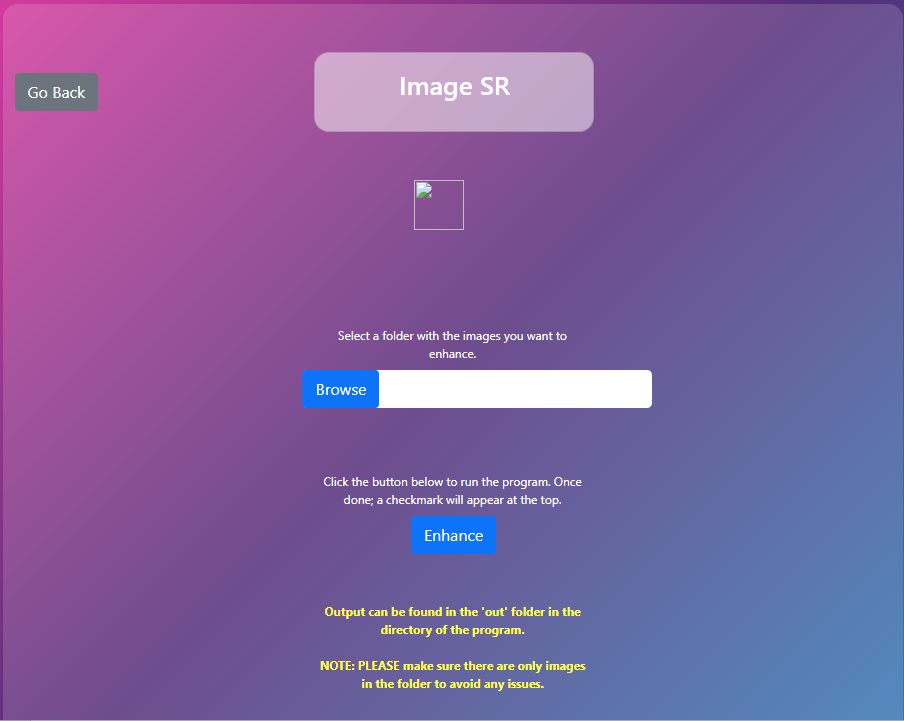 Image SR
Go Back
Select a folder with the images you want to
enhance.
Browse
Click the button below to run the program. Once
done; a checkmark will appear at the top.
Enhance
Output can be found in the 'out' folder in the
directory of the program.
NOTE: PLEASE make sure there are only images
in the folder to avoid any issues.